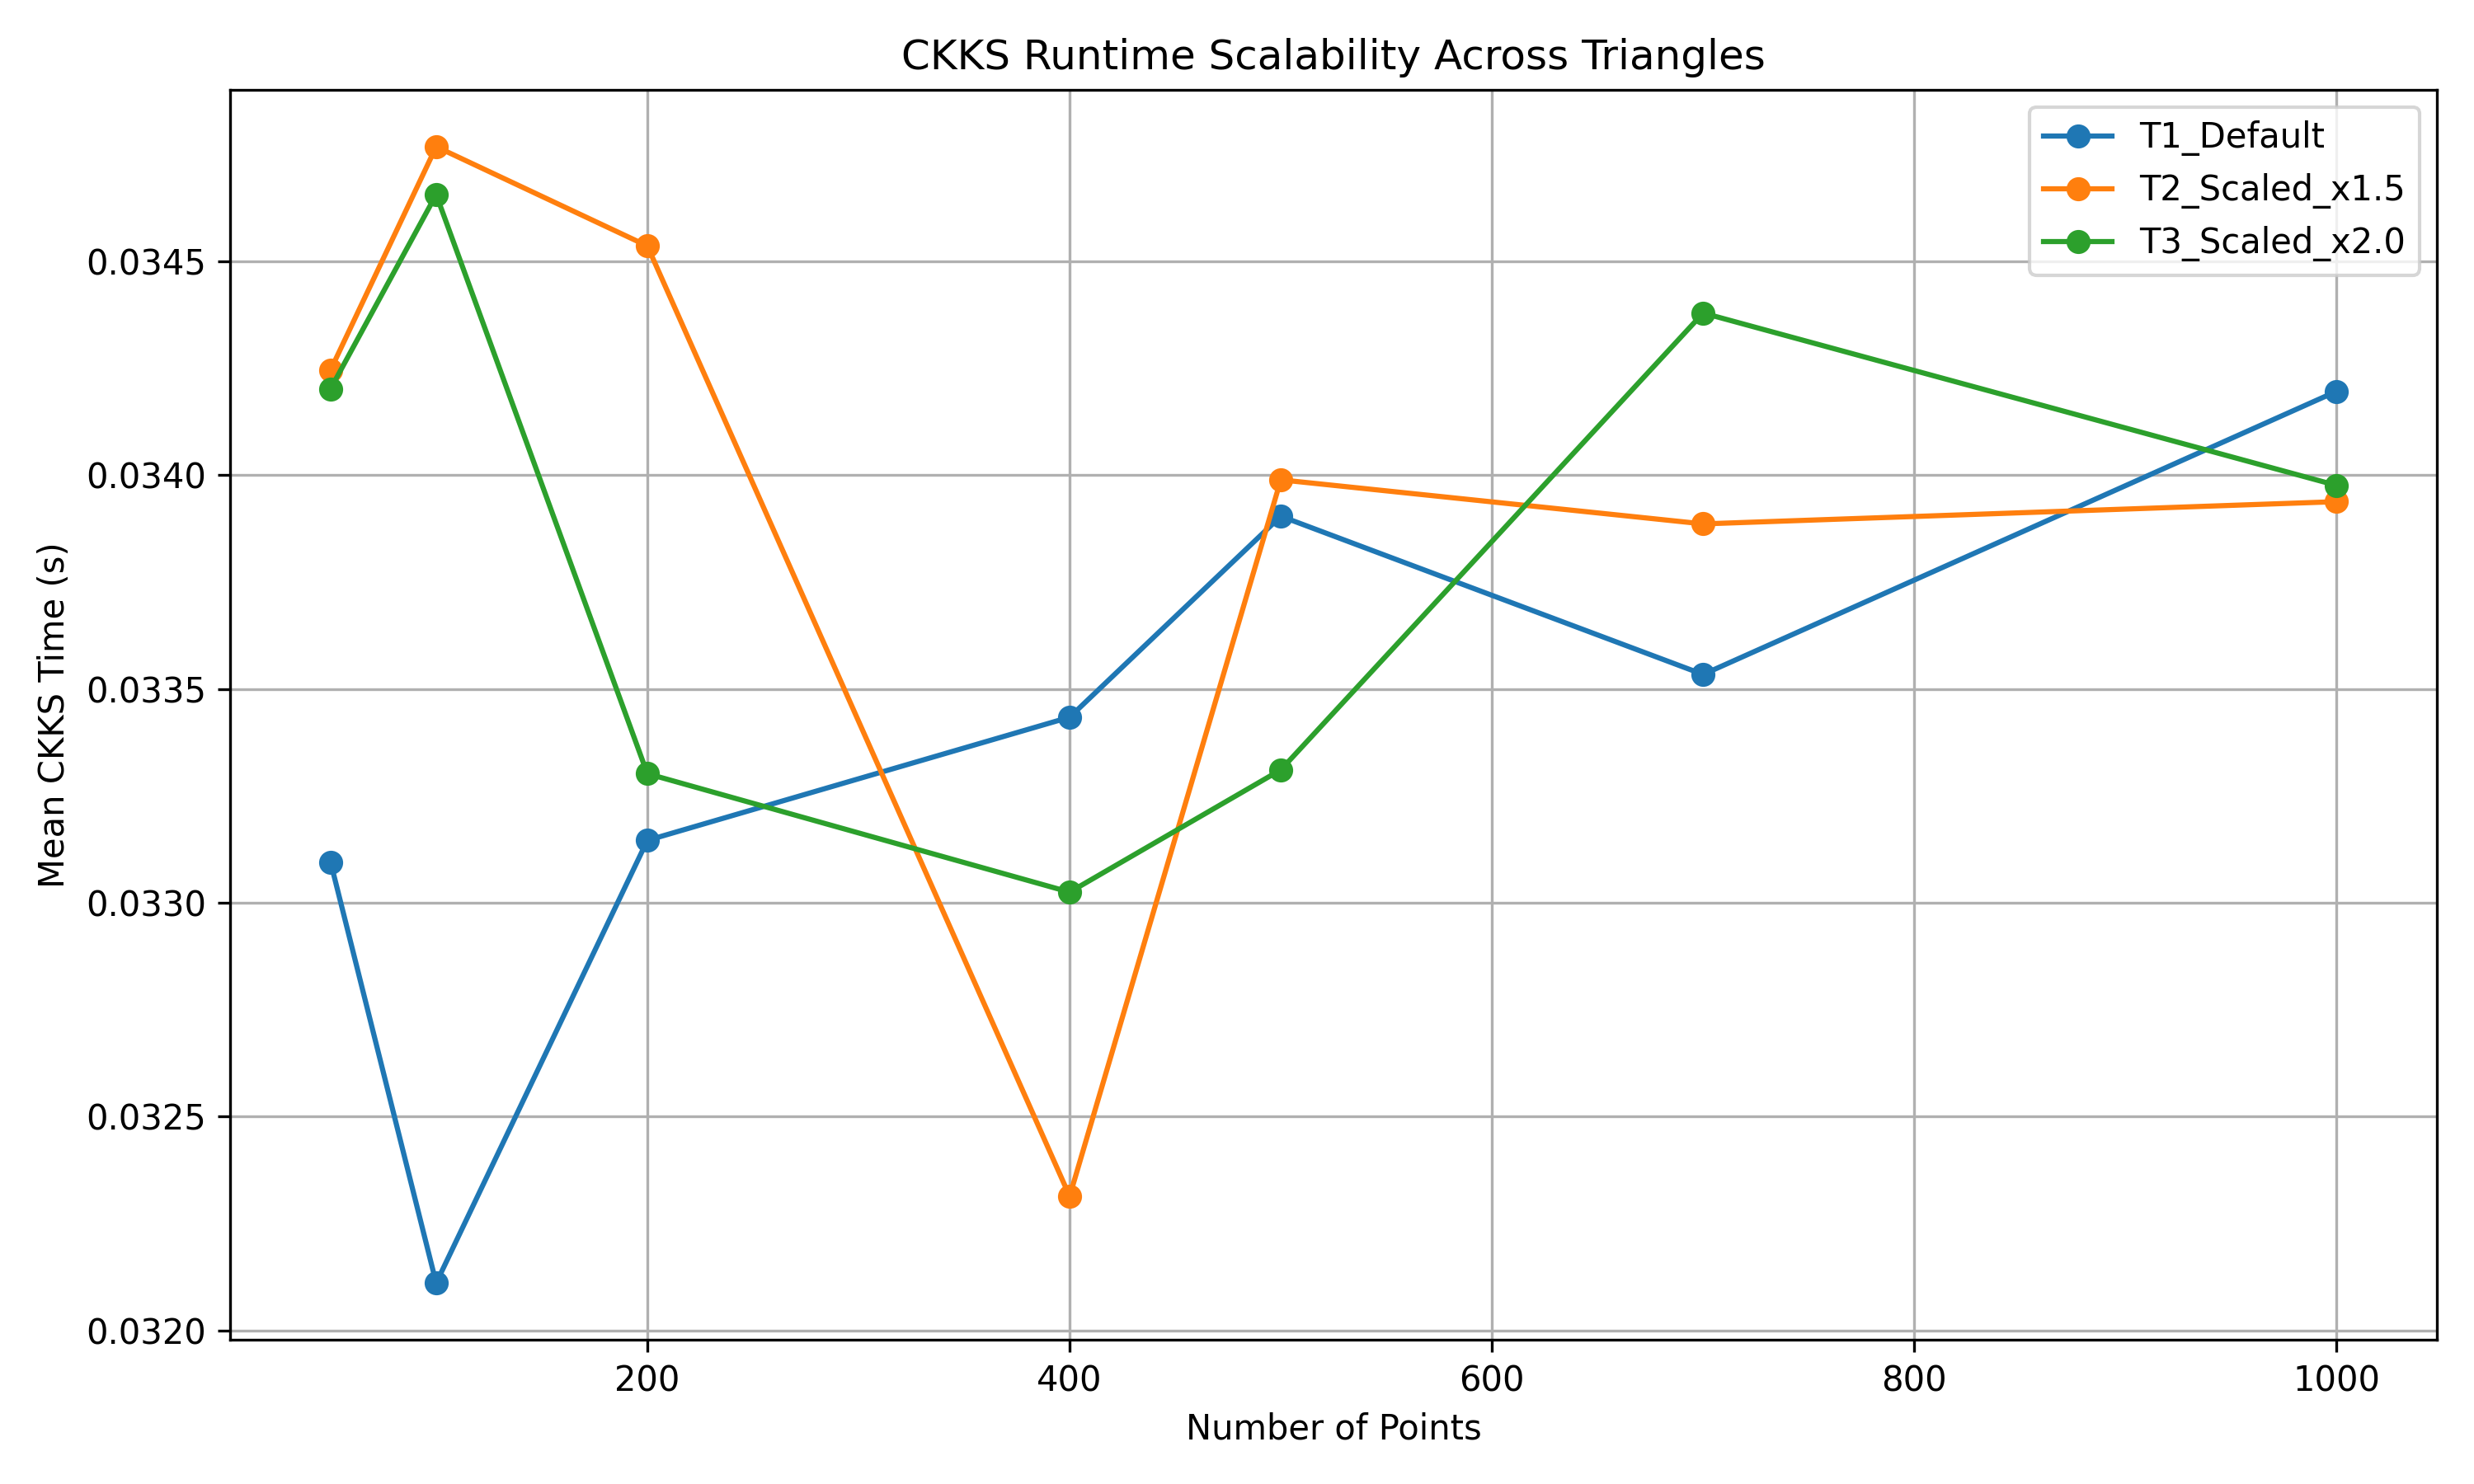 CKKS Runtime Scalability Across Triangles
T1_Default
T2_Scaled_x1.5
T3_Scaled_x2.0
Mean CKKS Time (s)
0.0345
0.0340
0.0335
0.0330
0.0325
0.0320
200 400 600 800 1000
Number of Points